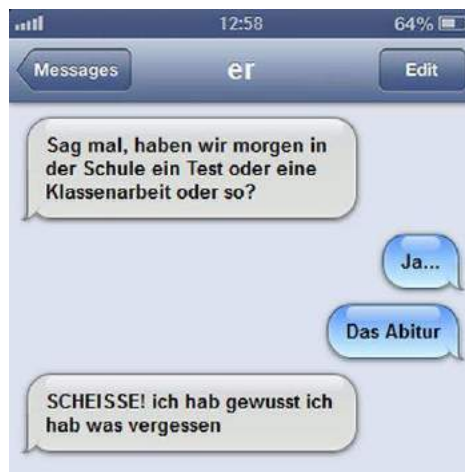 12:58
64%
Messages
er
Edit
Sag mal, haben wir morgen in
der Schule ein Test oder eine
Klassenarbeit oder so?
Ja...
Das Abitur
SCHEISSE! ich hab gewusst ich
hab was vergessen